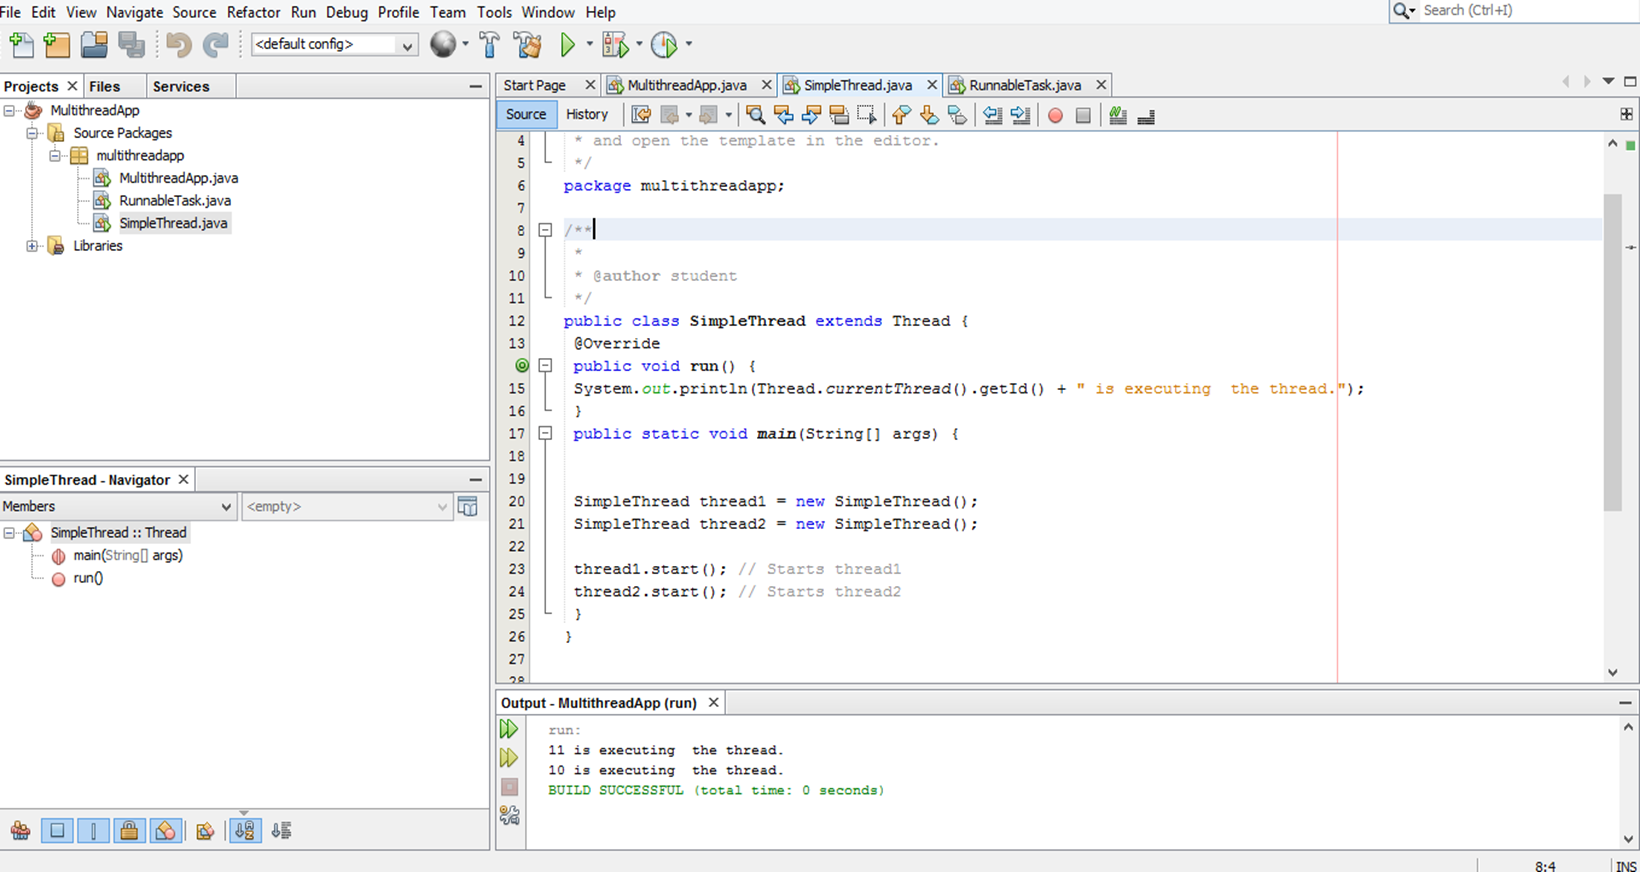 File Edit View Navigate Source Refactor Run Debug Profile Team Tools Window Help
Search (Ctrl+I)
<default config>
Projects Files Services
MultithreadApp
Source Packages
multithreadapp
MultithreadApp.java
RunnableTask.java
SimpleThread.java
Libraries
SimpleThread - Navigator
Members <empty>
SimpleThread :: Thread
main(String[] args)
run()
Start Page MultithreadApp.java SimpleThread.java RunnableTask.java
Source History
4 * and open the template in the editor.
5 */
6 package multithreadapp;
7
8 /**
9 *
10 * @author student
11 */
12 public class SimpleThread extends Thread {
13 @Override
public void run() {
15 System.out.println(Thread.currentThread().getId() + " is executing  the thread.");
16 }
17 public static void main(String[] args) {
18
19
20 SimpleThread thread1 = new SimpleThread();
21 SimpleThread thread2 = new SimpleThread();
22
23 thread1.start(); // Starts thread1
24 thread2.start(); // Starts thread2
25 }
26 }
27
28
Output - MultithreadApp (run)
run:
11 is executing  the thread.
10 is executing  the thread.
BUILD SUCCESSFUL (total time: 0 seconds)
8:4 INS